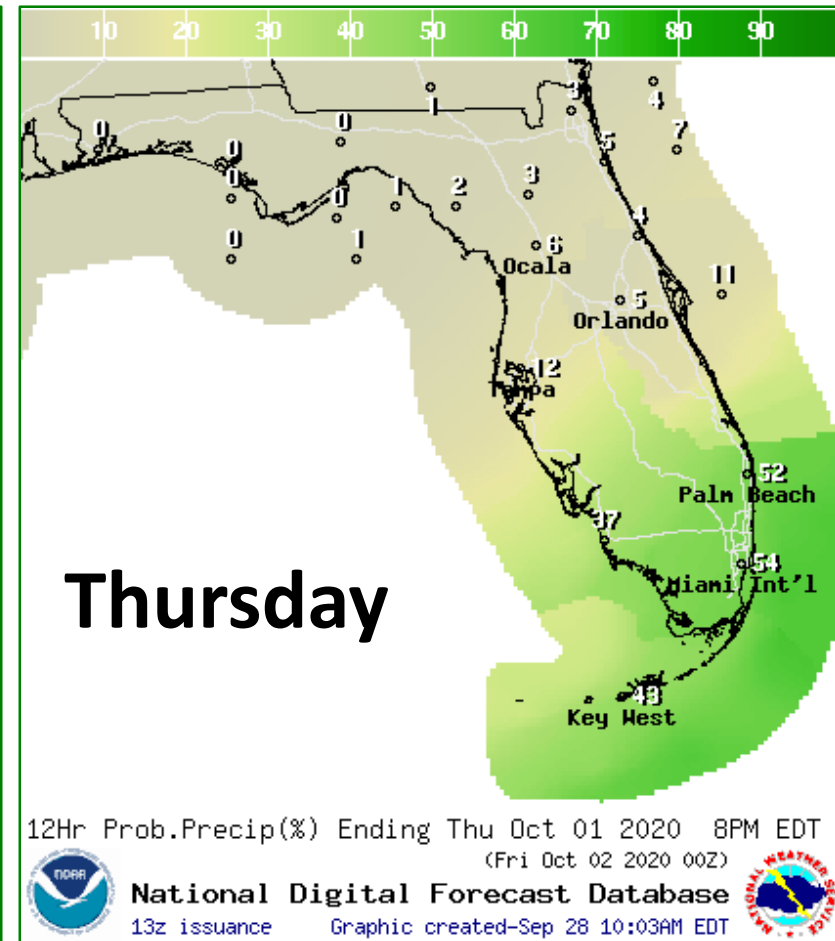 10 20 30 40 50 60 70 80 90
1 3 4
0 0 0 5 7
0 0 1 2 3
4
0 1 6
Ocala
11
5
Orlando
12
Tampa
52
Palm Beach
37
54
Miami Int'l
Thursday
43
Key West
12Hr Prob.Precip(%) Ending Thu Oct 01 2020 8PM EDT
(Fri Oct 02 2020 00Z)
NOAA
National Digital Forecast Database
13z issuance Graphic created-Sep 28 10:03AM EDT
NATIONAL WEATHER SERVICE